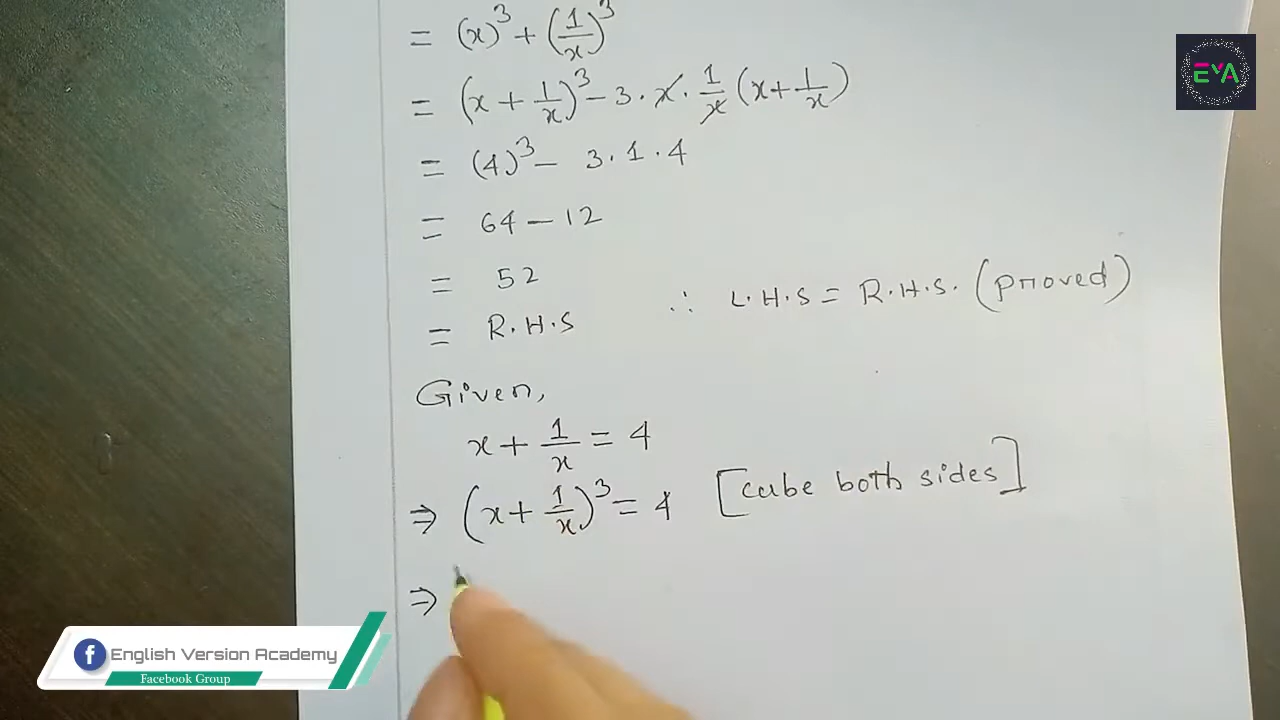 = (x)³ + (1/x)³
= (x + 1/x)³ - 3 . x . 1/x (x + 1/x)
= (4)³ - 3 . 1 . 4
= 64 - 12
= 52
= R.H.S ∴ L.H.S = R.H.S. (proved)
Given,
x + 1/x = 4
⇒ (x + 1/x)³ = 4 [cube both sides]
⇒
EYA
f English Version Academy
Facebook Group